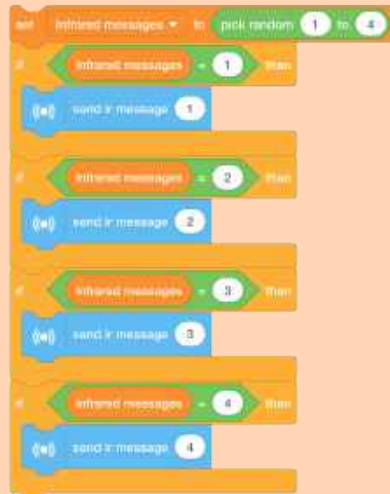 set infrared messages to pick random 1 to 4
if infrared messages = 1 then
send ir message 1
if infrared messages = 2 then
send ir message 2
if infrared messages = 3 then
send ir message 3
if infrared messages = 4 then
send ir message 4